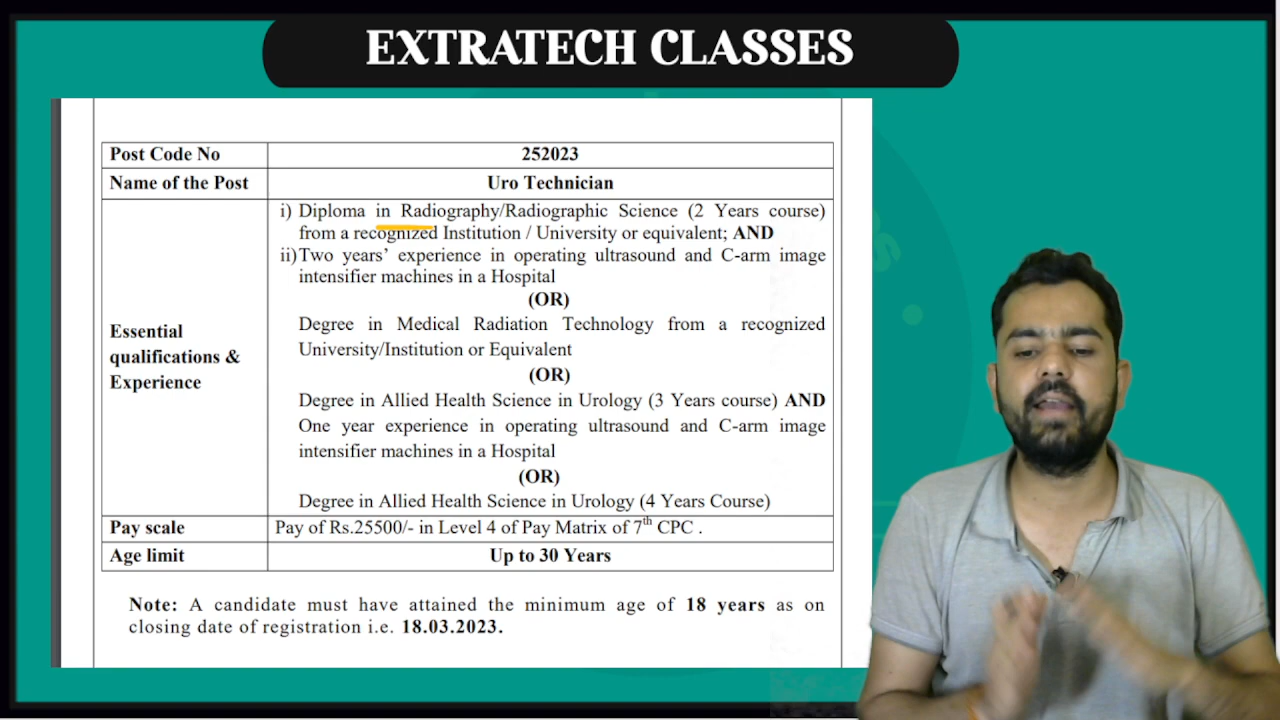 EXTRATECH CLASSES
Post Code No 252023
Name of the Post Uro Technician
Essential qualifications & Experience
i) Diploma in Radiography/Radiographic Science (2 Years course)
from a recognized Institution / University or equivalent; AND
ii) Two years' experience in operating ultrasound and C-arm image
intensifier machines in a Hospital
(OR)
Degree in Medical Radiation Technology from a recognized
University/Institution or Equivalent
(OR)
Degree in Allied Health Science in Urology (3 Years course) AND
One year experience in operating ultrasound and C-arm image
intensifier machines in a Hospital
(OR)
Degree in Allied Health Science in Urology (4 Years Course)
Pay scale Pay of Rs.25500/- in Level 4 of Pay Matrix of 7th CPC .
Age limit Up to 30 Years
Note: A candidate must have attained the minimum age of 18 years as on
closing date of registration i.e. 18.03.2023.